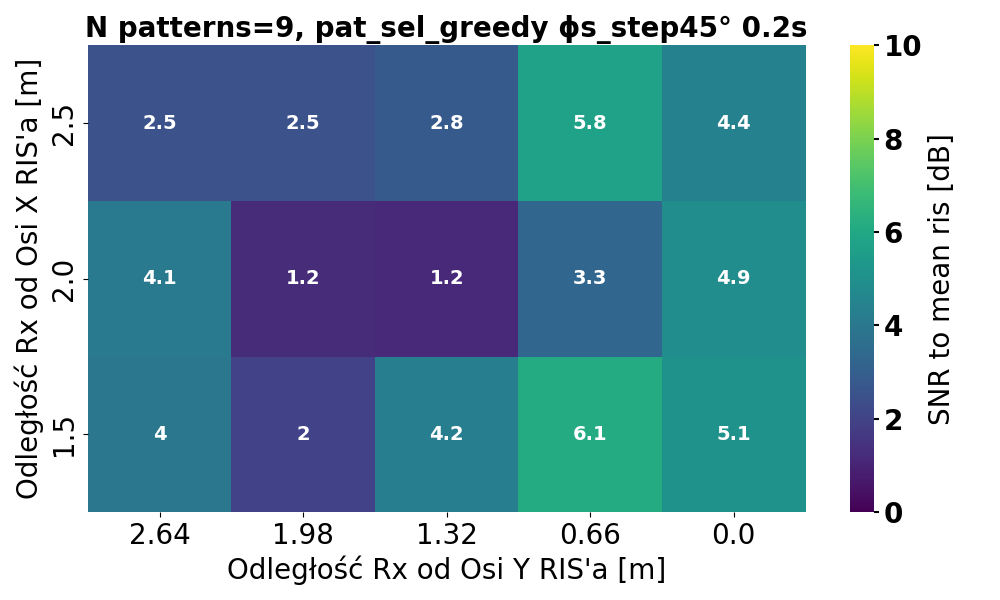 N patterns=9, pat_sel_greedy ϕs_step45° 0.2s
Odległość Rx od Osi X RIS'a [m]
2.5
2.5 2.5 2.8 5.8 4.4
2.0
4.1 1.2 1.2 3.3 4.9
1.5
4 2 4.2 6.1 5.1
2.64 1.98 1.32 0.66 0.0
Odległość Rx od Osi Y RIS'a [m]
10
8
6
4
2
0
SNR to mean ris [dB]